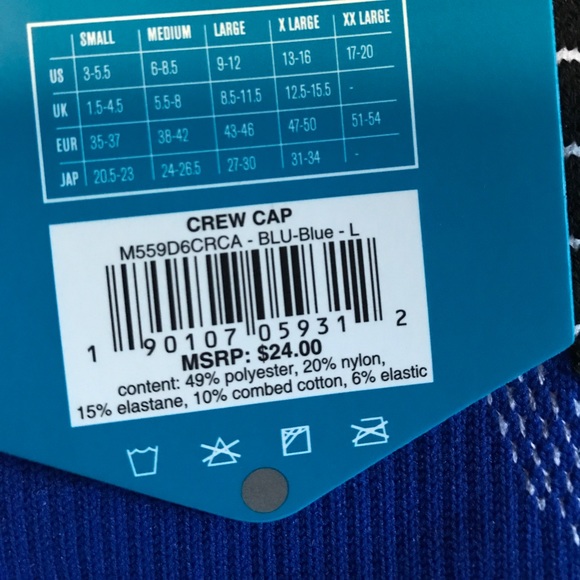 SMALL MEDIUM LARGE X LARGE XX LARGE
US 3-5.5 6-8.5 9-12 13-16 17-20
UK 1.5-4.5 5.5-8 8.5-11.5 12.5-15.5 -
EUR 35-37 38-42 43-46 47-50 51-54
JAP 20.5-23 24-26.5 27-30 31-34 -
CREW CAP
M559D6CRCA - BLU-Blue - L
1 90107 05931 2
MSRP: $24.00
content: 49% polyester, 20% nylon,
15% elastane, 10% combed cotton, 6% elastic